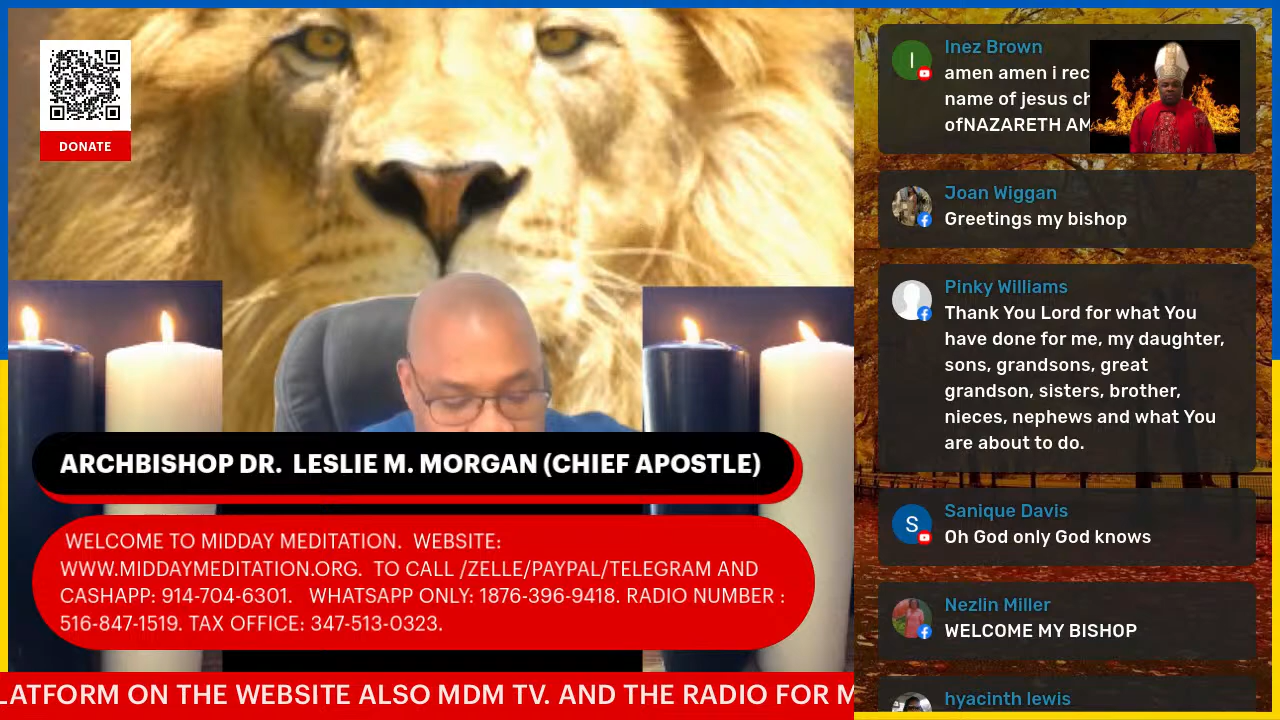 DONATE
ARCHBISHOP DR. LESLIE M. MORGAN (CHIEF APOSTLE)
WELCOME TO MIDDAY MEDITATION. WEBSITE:
WWW.MIDDAYMEDITATION.ORG. TO CALL /ZELLE/PAYPAL/TELEGRAM AND
CASHAPP: 914-704-6301. WHATSAPP ONLY: 1876-396-9418. RADIO NUMBER :
516-847-1519. TAX OFFICE: 347-513-0323.
LATFORM ON THE WEBSITE ALSO MDM TV. AND THE RADIO FOR M
I
Inez Brown
amen amen i rec
name of jesus ch
ofNAZARETH AM
Joan Wiggan
Greetings my bishop
Pinky Williams
Thank You Lord for what You
have done for me, my daughter,
sons, grandsons, great
grandson, sisters, brother,
nieces, nephews and what You
are about to do.
S
Sanique Davis
Oh God only God knows
Nezlin Miller
WELCOME MY BISHOP
hyacinth lewis